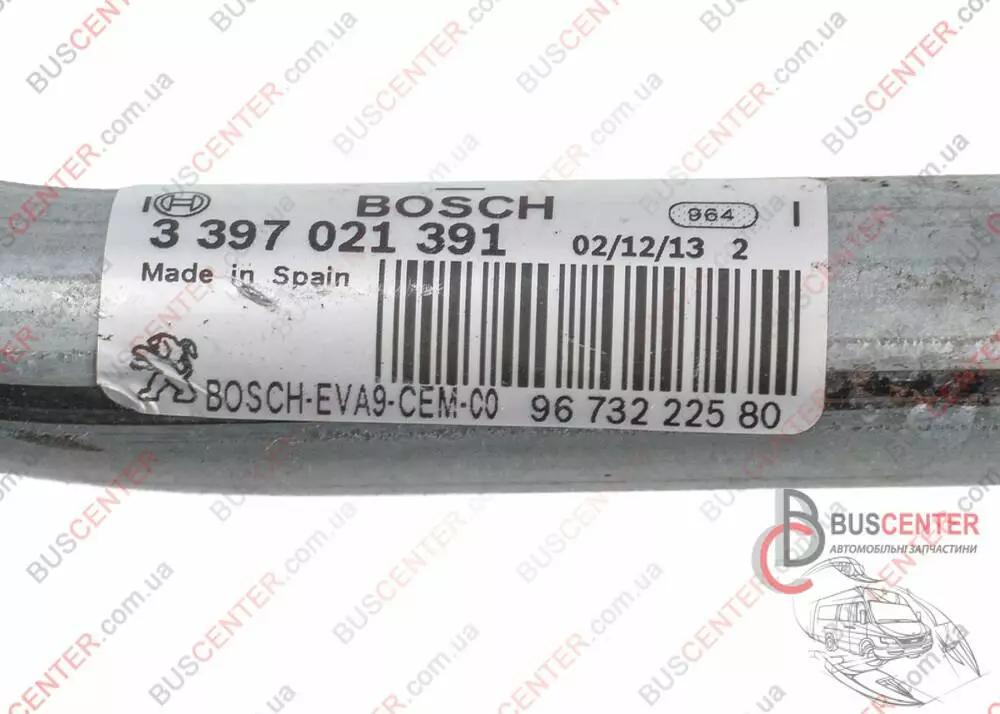 BOSCH 964
3 397 021 391 02/12/13 2
Made in Spain
BOSCH-EVA9-CEM-C0 96 732 225 80
BUSCENTER
АВТОМОБІЛЬНІ ЗАПЧАСТИНИ
BUSCENTER.com.ua